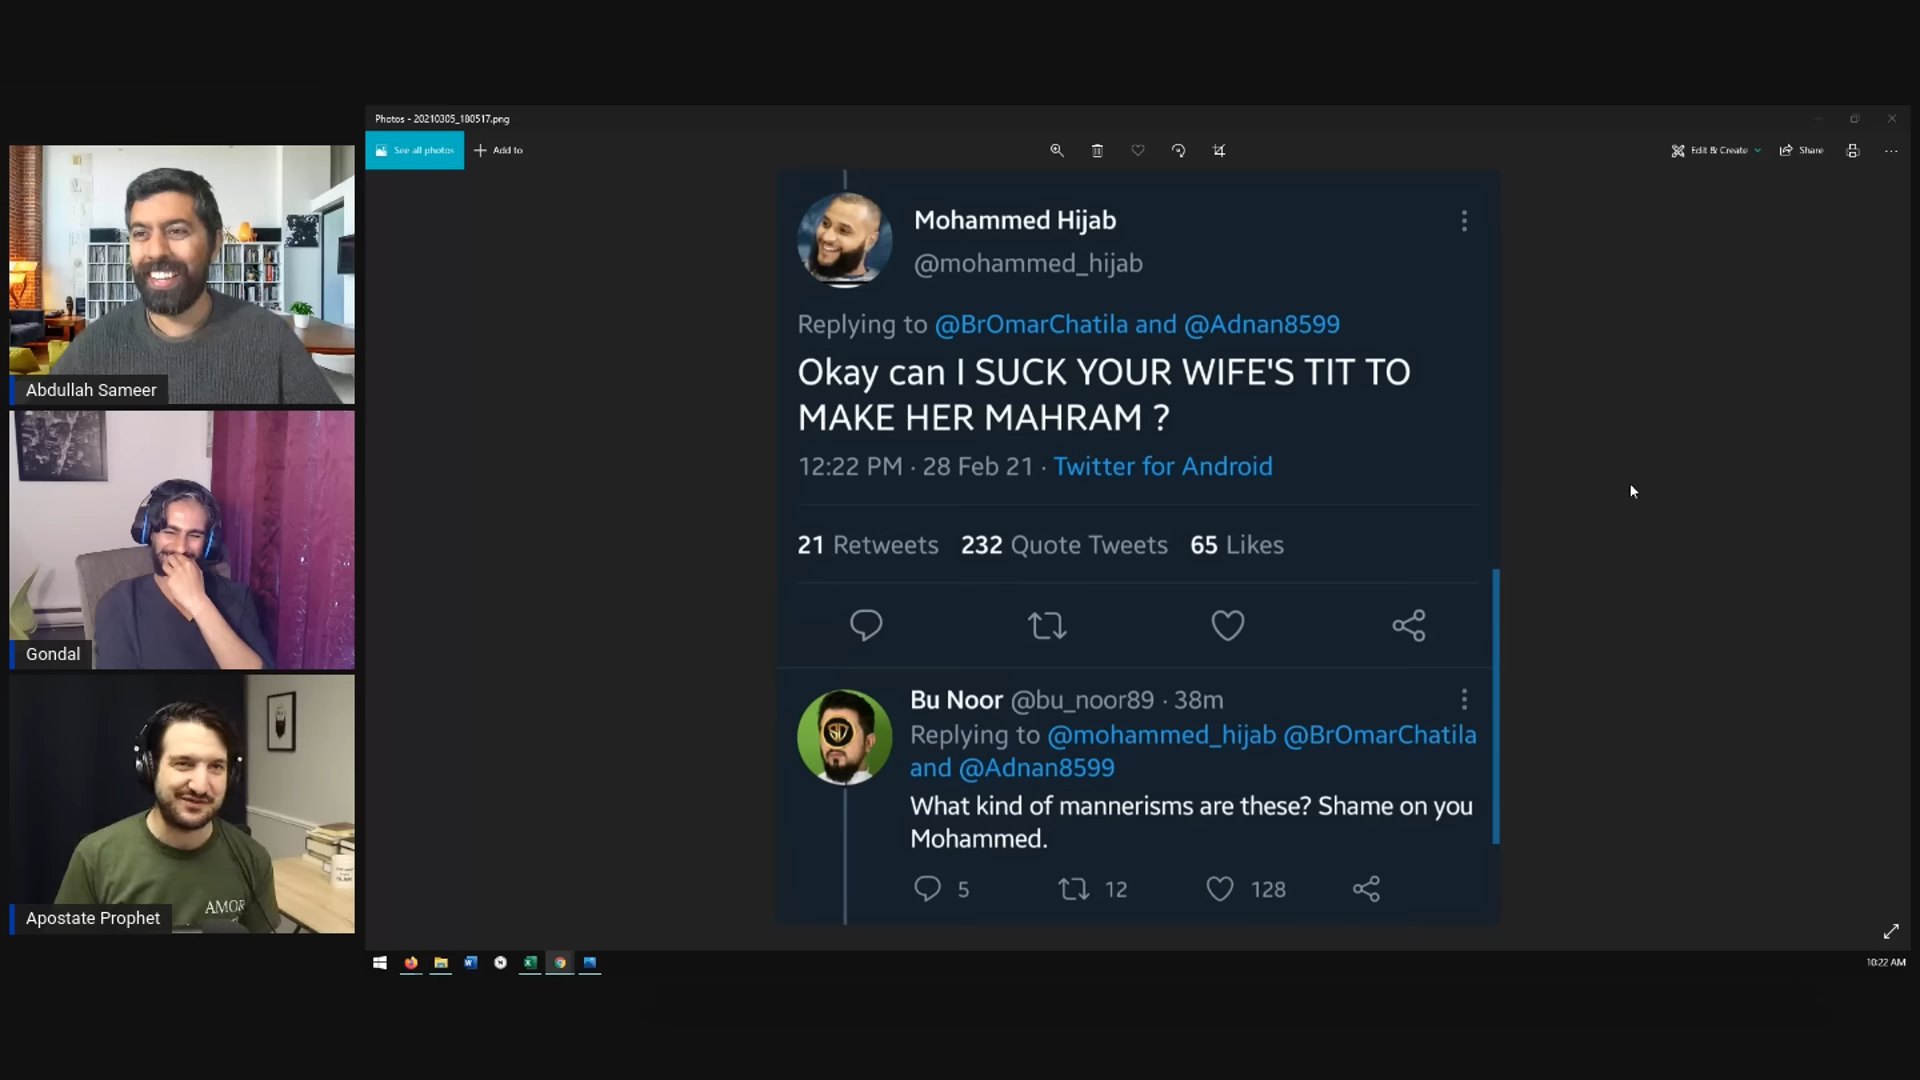 Photos - 20210305_180517.png
See all photos
Add to
Edit & Create
Share
Abdullah Sameer
Gondal
AMOR
Apostate Prophet
Mohammed Hijab
@mohammed_hijab
Replying to @BrOmarChatila and @Adnan8599
Okay can I SUCK YOUR WIFE'S TIT TO
MAKE HER MAHRAM ?
12:22 PM · 28 Feb 21 · Twitter for Android
21 Retweets 232 Quote Tweets 65 Likes
Bu Noor @bu_noor89 · 38m
Replying to @mohammed_hijab @BrOmarChatila
and @Adnan8599
What kind of mannerisms are these? Shame on you
Mohammed.
5 12 128
10:22 AM